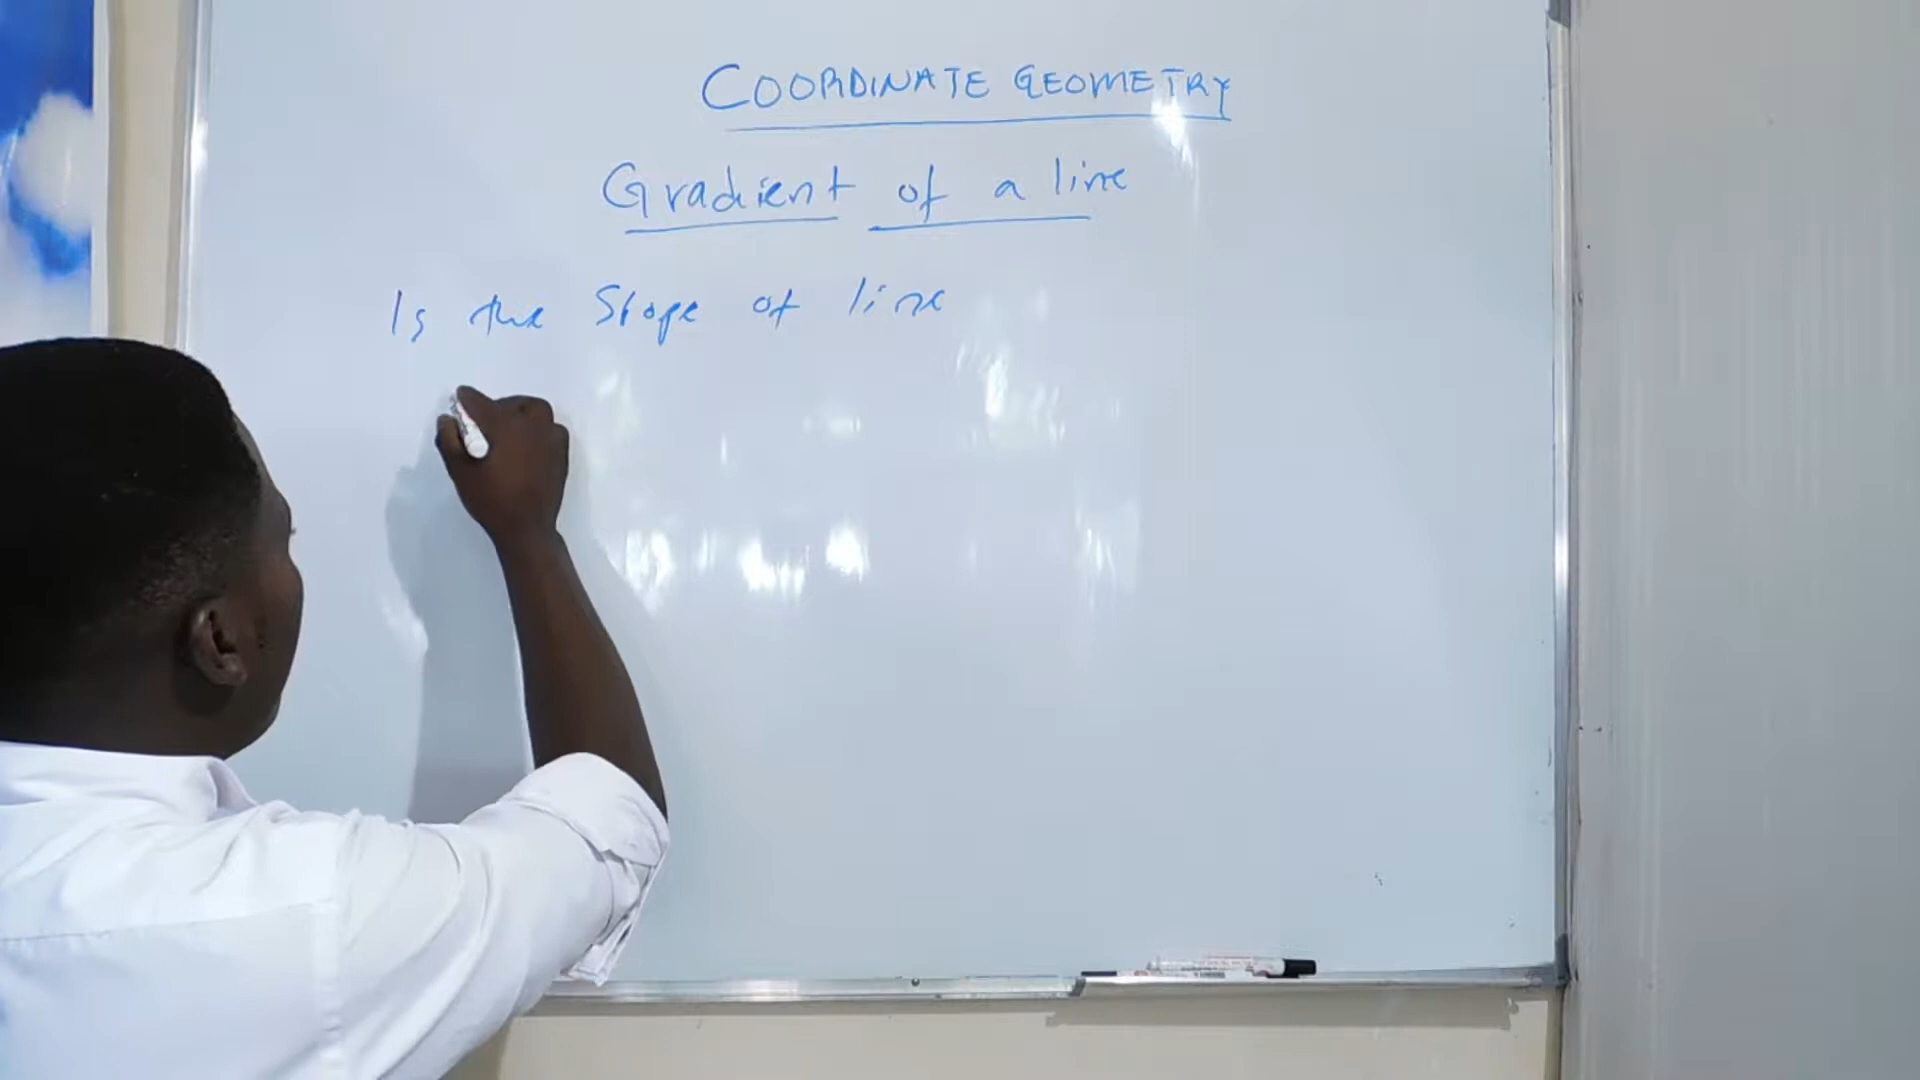 COORDINATE GEOMETRY
Gradient of a line
Is the Slope of line